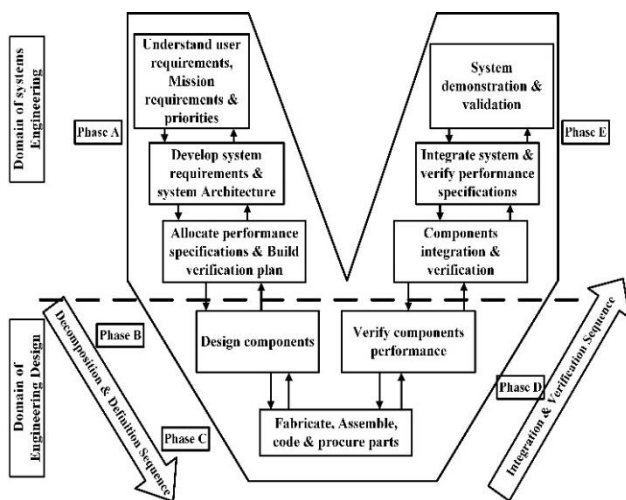 Understand user
requirements,
Mission
requirements &
priorities
System
demonstration &
validation
Domain of systems
Engineering
Phase A
Phase E
Develop system
requirements &
system Architecture
Integrate system &
verify performance
specifications
Allocate performance
specifications & Build
verification plan
Components
integration &
verification
Domain of
Engineering Design
Decomposition & Definition Sequence
Phase B
Design components
Verify components
performance
Integration & Verification Sequence
Phase D
Phase C
Fabricate, Assemble,
code & procure parts